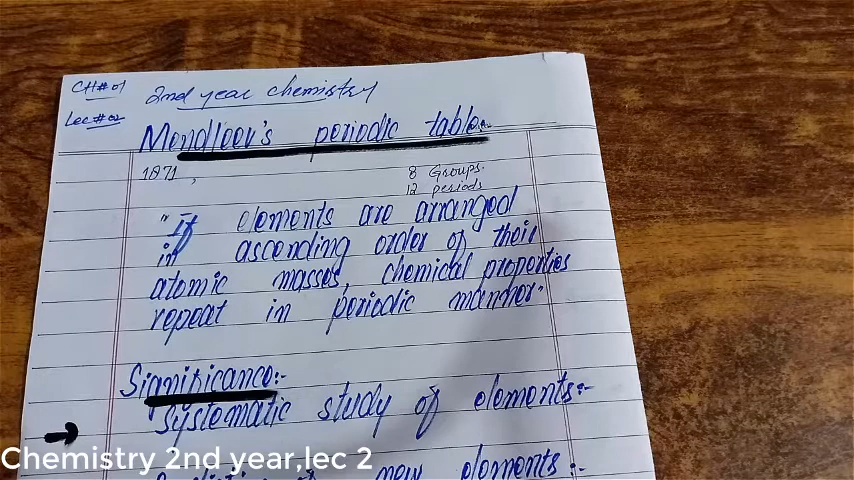 CH#01
2nd year chemistry
Lec#02
Mendleev's periodic table:-
1871,
8 Groups.
12 periods
"If elements are arranged
in ascending order of their
atomic masses, chemical properties
repeat in periodic manner."
Significance:-
Systematic study of elements:-
of new elements:-
Chemistry 2nd year,lec 2